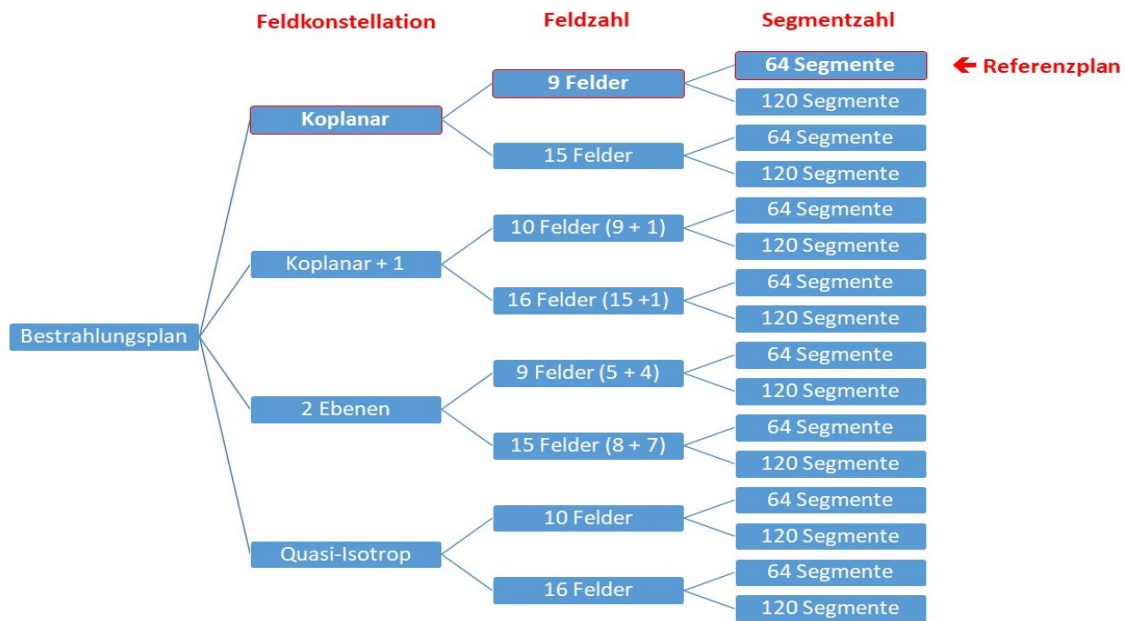 Feldkonstellation
Feldzahl
Segmentzahl
64 Segmente
← Referenzplan
9 Felder
120 Segmente
Koplanar
64 Segmente
15 Felder
120 Segmente
64 Segmente
10 Felder (9 + 1)
120 Segmente
Koplanar + 1
64 Segmente
16 Felder (15 +1)
120 Segmente
Bestrahlungsplan
64 Segmente
9 Felder (5 + 4)
120 Segmente
2 Ebenen
64 Segmente
15 Felder (8 + 7)
120 Segmente
64 Segmente
10 Felder
120 Segmente
Quasi-Isotrop
64 Segmente
16 Felder
120 Segmente